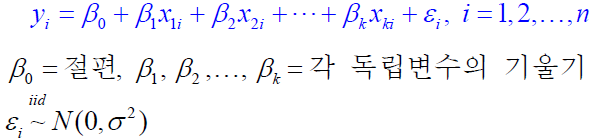 yᵢ = β₀ + β₁x₁ᵢ + β₂x₂ᵢ + ⋯ + βₖxₖᵢ + εᵢ, i = 1, 2, …, n
β₀ = 절편, β₁, β₂, …, βₖ = 각 독립변수의 기울기
εᵢ iid ~ N(0, σ²)